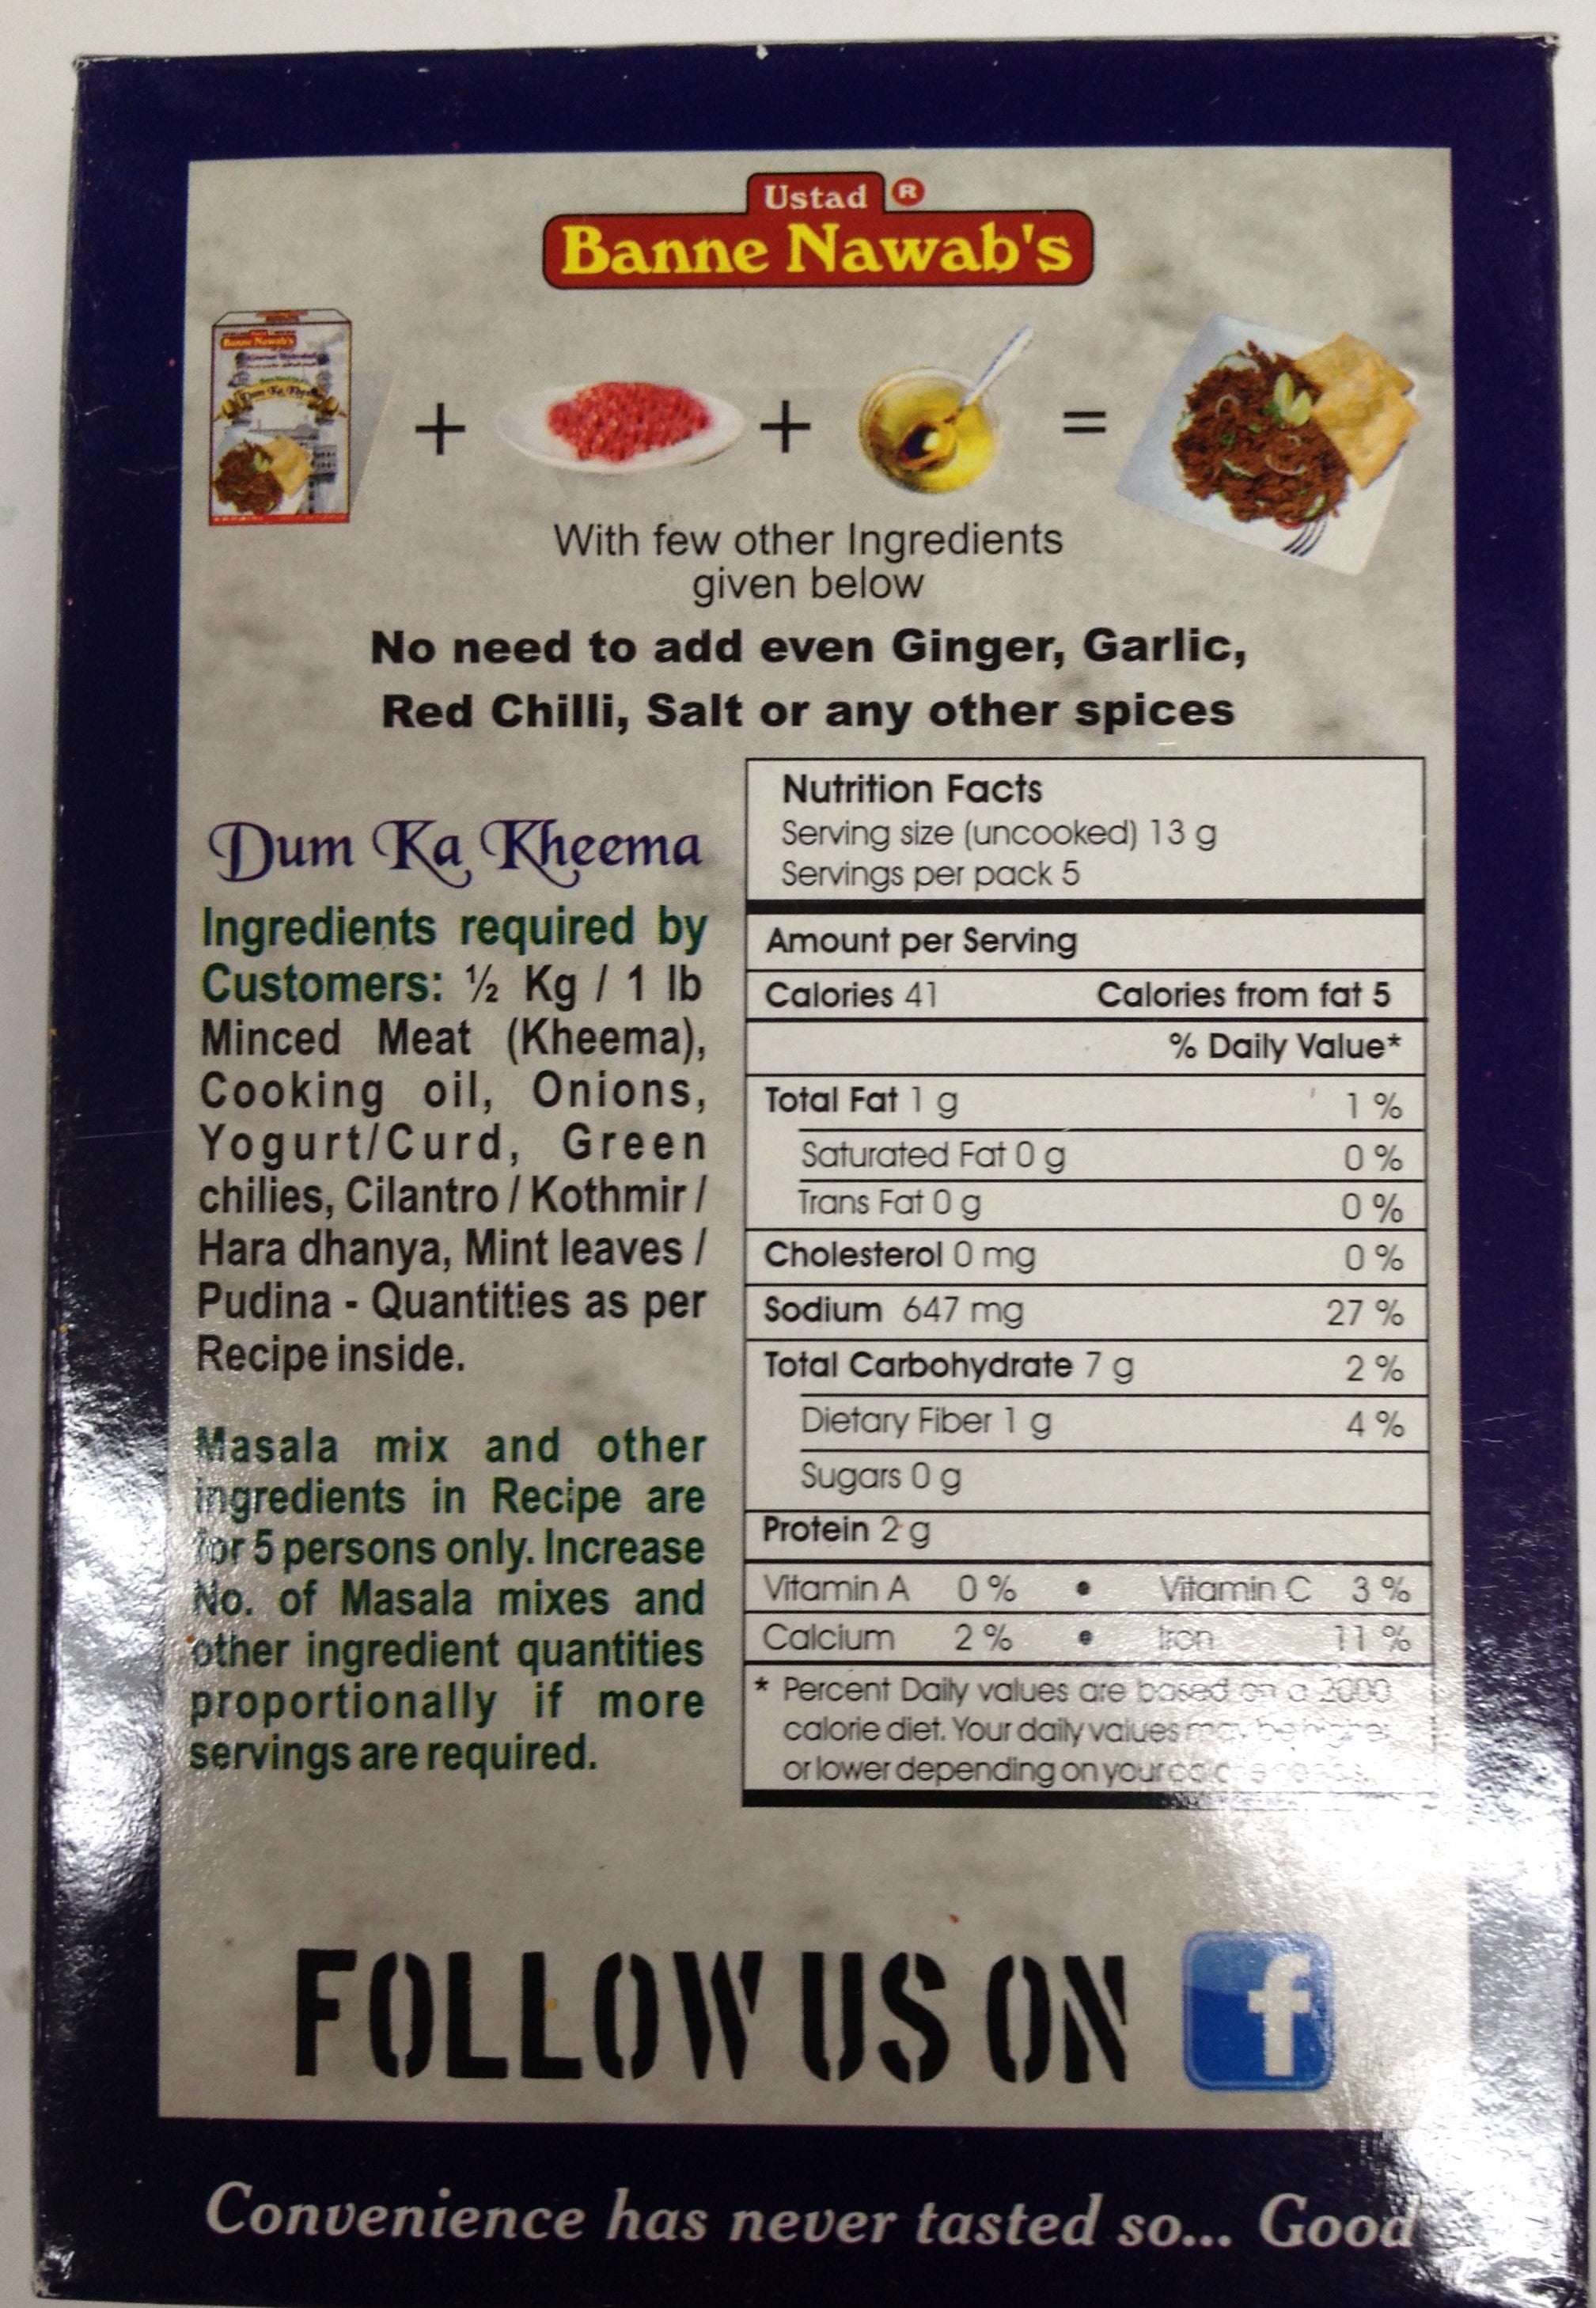 Ustad ®
Banne Nawab's
Banne Nawab's
Dum Ka Kheema
+ + =
With few other Ingredients
given below
No need to add even Ginger, Garlic,
Red Chilli, Salt or any other spices
Dum Ka Kheema
Ingredients required by
Customers: ½ Kg / 1 lb
Minced Meat (Kheema),
Cooking oil, Onions,
Yogurt/Curd, Green
chilies, Cilantro / Kothmir /
Hara dhanya, Mint leaves /
Pudina - Quantities as per
Recipe inside.
Masala mix and other
ingredients in Recipe are
for 5 persons only. Increase
No. of Masala mixes and
other ingredient quantities
proportionally if more
servings are required.
Nutrition Facts
Serving size (uncooked) 13 g
Servings per pack 5
Amount per Serving
Calories 41 Calories from fat 5
% Daily Value*
Total Fat 1 g 1 %
Saturated Fat 0 g 0 %
Trans Fat 0 g 0 %
Cholesterol 0 mg 0 %
Sodium 647 mg 27 %
Total Carbohydrate 7 g 2 %
Dietary Fiber 1 g 4 %
Sugars 0 g
Protein 2 g
Vitamin A 0 % • Vitamin C 3 %
Calcium 2 % • Iron 11 %
* Percent Daily values are based on a 2000
calorie diet. Your daily values may be higher
or lower depending on your
FOLLOW US ON f
Convenience has never tasted so... Good